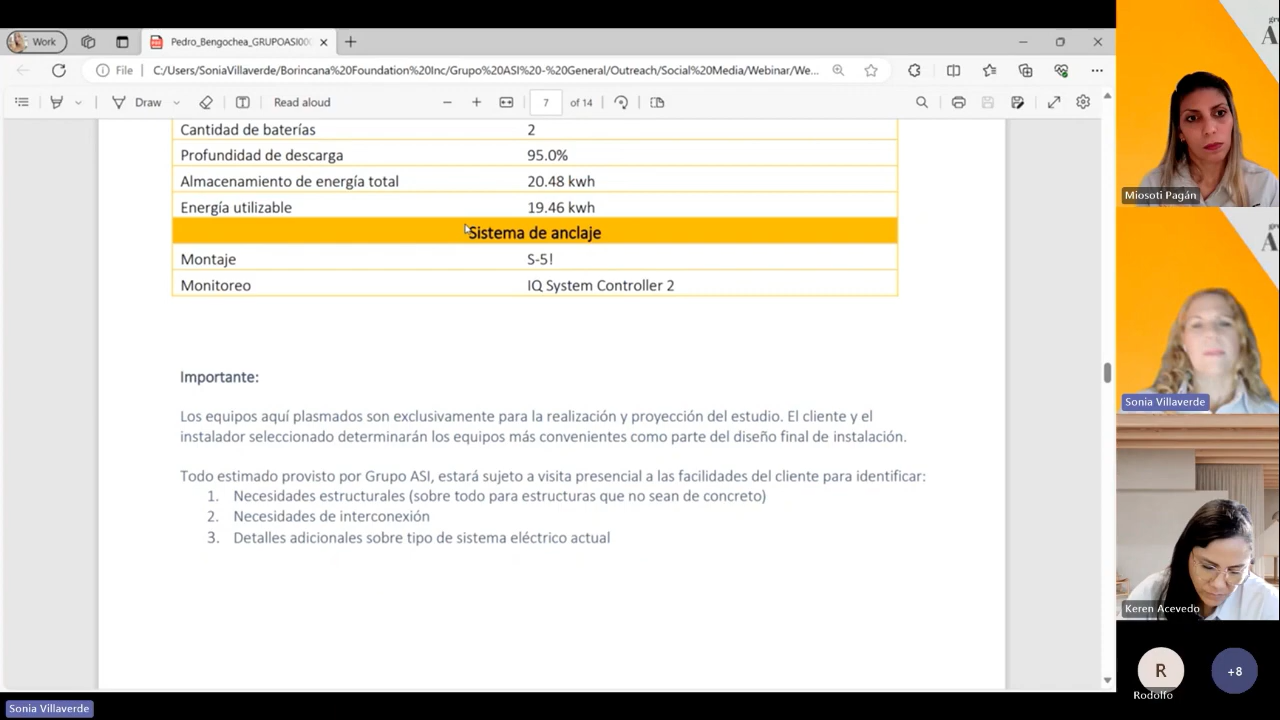 Work
Pedro_Bengochea_GRUPOASI00
File
C:/Users/SoniaVillaverde/Borincana%20Foundation%20Inc/Grupo%20ASI%20-%20General/Outreach/Social%20Media/Webinar/We...
Draw
Read aloud
7
of 14
Cantidad de baterías 2
Profundidad de descarga 95.0%
Almacenamiento de energía total 20.48 kwh
Energía utilizable 19.46 kwh
Sistema de anclaje
Montaje S-5!
Monitoreo IQ System Controller 2
Importante:
Los equipos aquí plasmados son exclusivamente para la realización y proyección del estudio. El cliente y el
instalador seleccionado determinarán los equipos más convenientes como parte del diseño final de instalación.
Todo estimado provisto por Grupo ASI, estará sujeto a visita presencial a las facilidades del cliente para identificar:
1. Necesidades estructurales (sobre todo para estructuras que no sean de concreto)
2. Necesidades de interconexión
3. Detalles adicionales sobre tipo de sistema eléctrico actual
Miosoti Pagán
Sonia Villaverde
Keren Acevedo
R
Rodolfo
+8
Sonia Villaverde